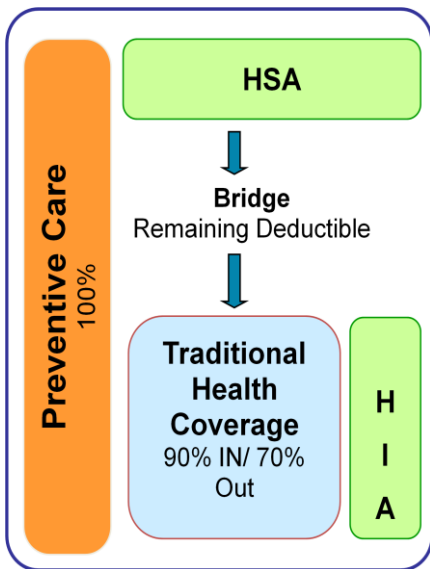 Preventive Care
100%
HSA
Bridge
Remaining Deductible
Traditional
Health
Coverage
90% IN/ 70%
Out
H
I
A